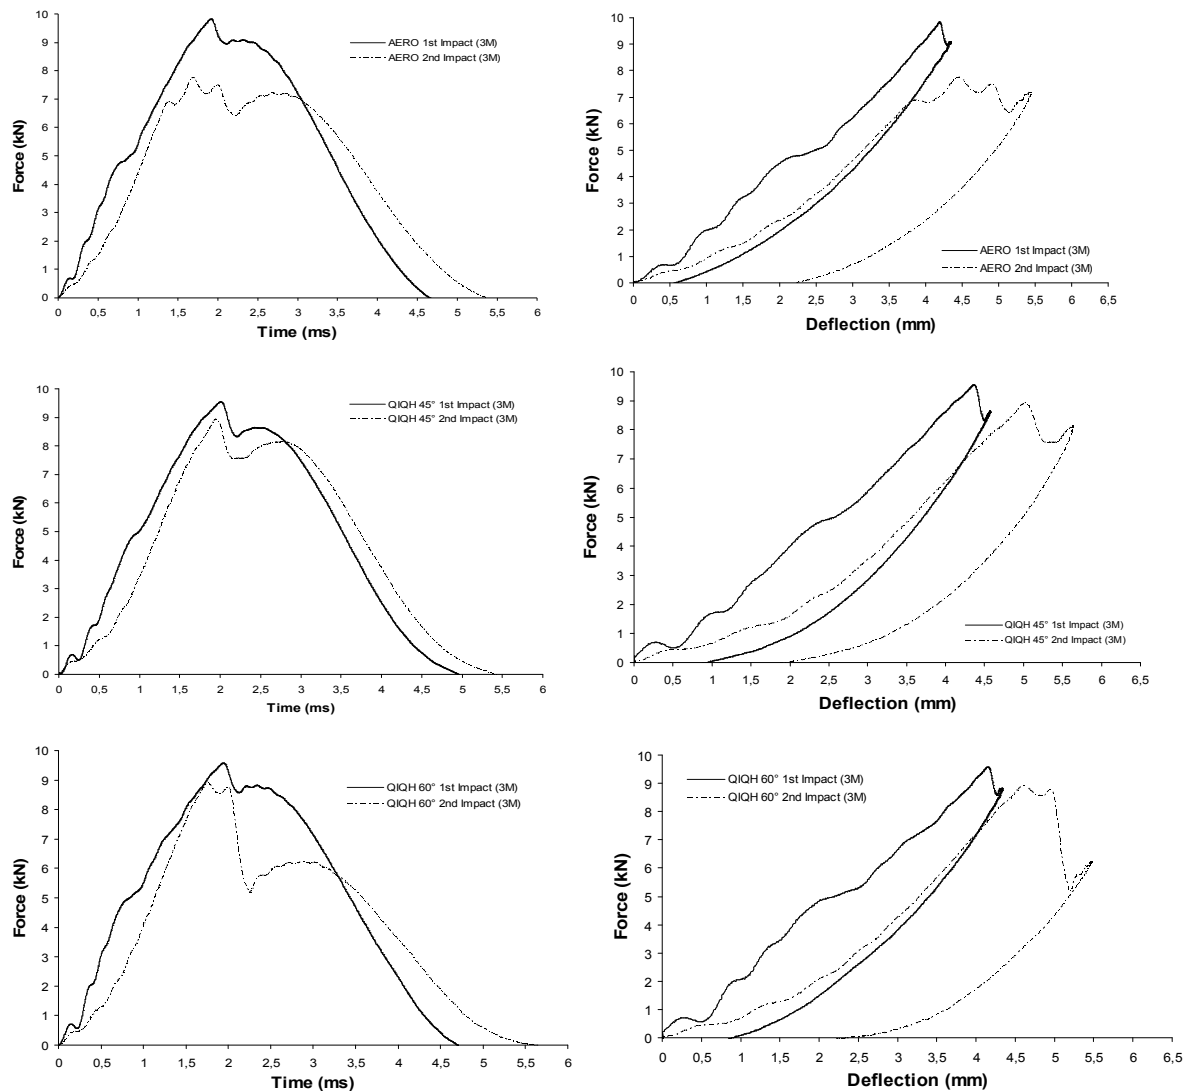 10
9
8
7
6
5
4
3
2
1
0
Force (kN)
AERO 1st Impact (3M)
AERO 2nd Impact (3M)
0 0,5 1 1,5 2 2,5 3 3,5 4 4,5 5 5,5 6
Time (ms)
10
9
8
7
6
5
4
3
2
1
0
Force (kN)
AERO 1st Impact (3M)
AERO 2nd Impact (3M)
0 0,5 1 1,5 2 2,5 3 3,5 4 4,5 5 5,5 6 6,5
Deflection (mm)
10
9
8
7
6
5
4
3
2
1
0
Force (kN)
QIQH 45° 1st Impact (3M)
QIQH 45° 2nd Impact (3M)
0 0,5 1 1,5 2 2,5 3 3,5 4 4,5 5 5,5 6
Time (ms)
10
9
8
7
6
5
4
3
2
1
0
Force (kN)
QIQH 45° 1st Impact (3M)
QIQH 45° 2nd Impact (3M)
0 0,5 1 1,5 2 2,5 3 3,5 4 4,5 5 5,5 6 6,5
Deflection (mm)
10
9
8
7
6
5
4
3
2
1
0
Force (kN)
QIQH 60° 1st Impact (3M)
QIQH 60° 2nd Impact (3M)
0 0,5 1 1,5 2 2,5 3 3,5 4 4,5 5 5,5 6
Time (ms)
10
9
8
7
6
5
4
3
2
1
0
Force (kN)
QIQH 60° 1st Impact (3M)
QIQH 60° 2nd Impact (3M)
0 0,5 1 1,5 2 2,5 3 3,5 4 4,5 5 5,5 6 6,5
Deflection (mm)